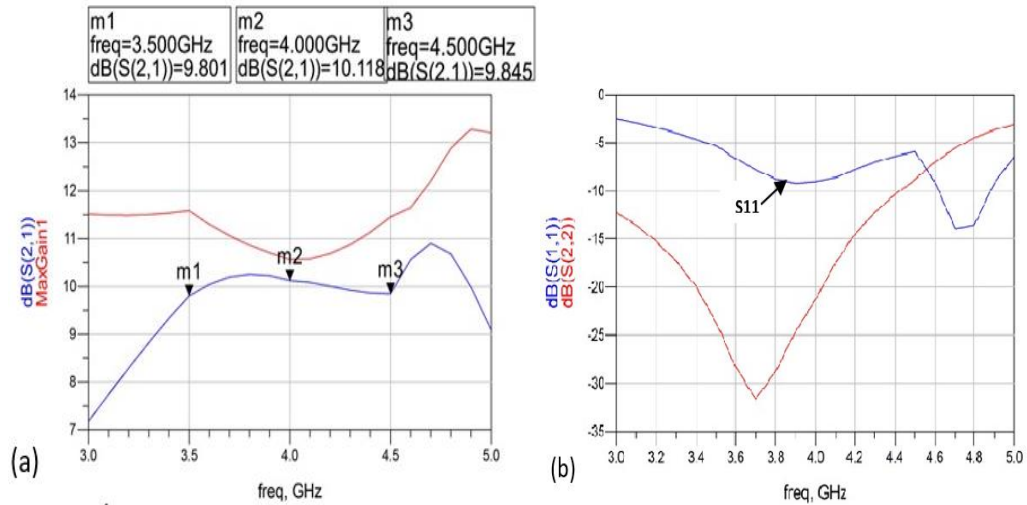 m1
freq=3.500GHz
dB(S(2,1))=9.801
m2
freq=4.000GHz
dB(S(2,1))=10.118
m3
freq=4.500GHz
dB(S(2,1))=9.845
14
13
12
11
10
9
8
7
dB(S(2,1))
MaxGain1
m1
m2
m3
3.0
3.5
4.0
4.5
5.0
freq, GHz
(a)
0
-5
-10
-15
-20
-25
-30
-35
dB(S(1,1))
dB(S(2,2))
S11
3.0
3.2
3.4
3.6
3.8
4.0
4.2
4.4
4.6
4.8
5.0
freq, GHz
(b)